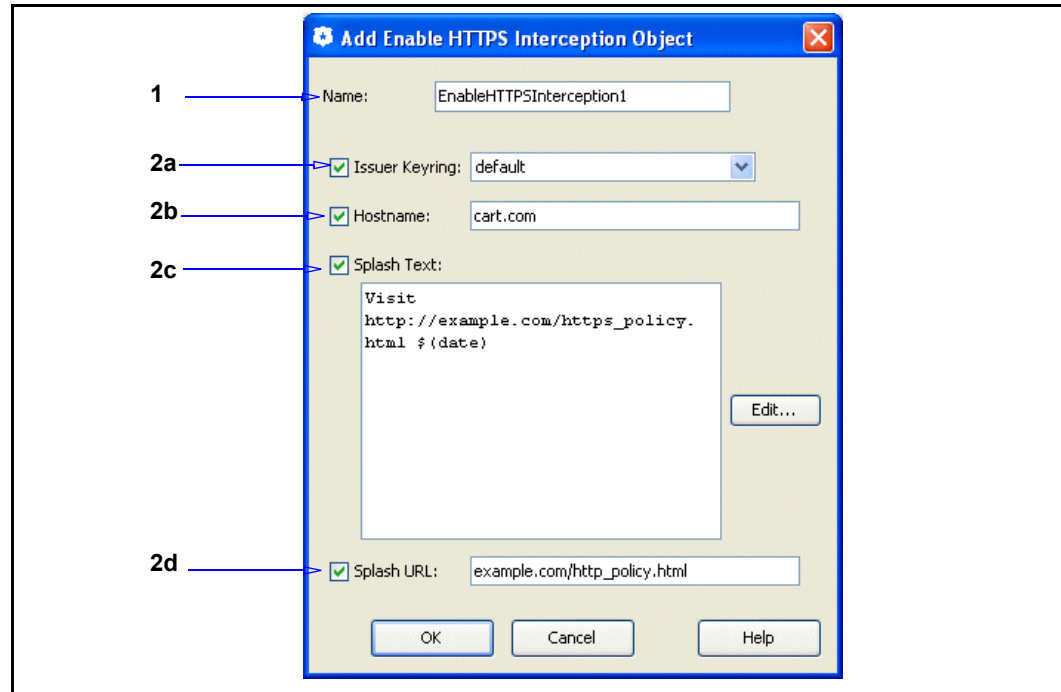 Add Enable HTTPS Interception Object
1
Name:
EnableHTTPSInterception1
2a
Issuer Keyring:
default
2b
Hostname:
cart.com
2c
Splash Text:
Visit
http://example.com/https_policy.
html $(date)
Edit...
2d
Splash URL:
example.com/http_policy.html
OK
Cancel
Help